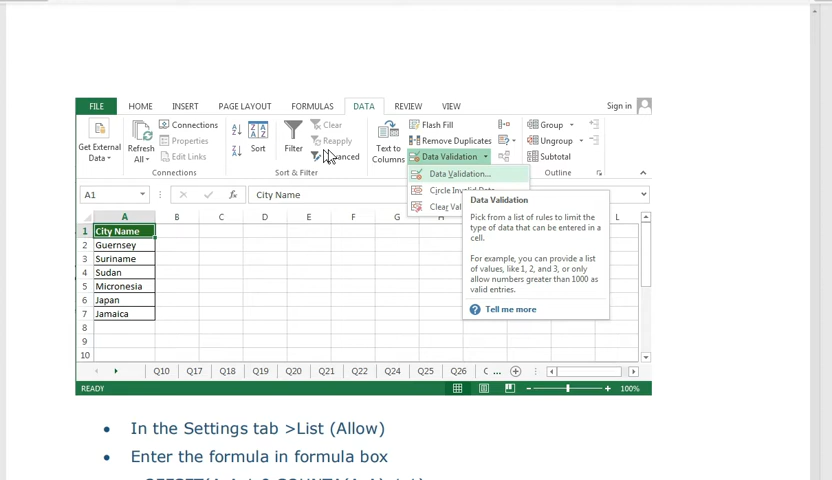 FILE HOME INSERT PAGE LAYOUT FORMULAS DATA REVIEW VIEW Sign in
Get External Data
Refresh All
Connections
Properties
Edit Links
Connections
Sort
Filter
Clear
Reapply
Advanced
Sort & Filter
Text to Columns
Flash Fill
Remove Duplicates
Data Validation
Data Validation...
Circle Invalid Data
Clear Val
Group
Ungroup
Subtotal
Outline
A1 City Name
A B C D E F G L
1 City Name
2 Guernsey
3 Suriname
4 Sudan
5 Micronesia
6 Japan
7 Jamaica
8
9
10
Data Validation
Pick from a list of rules to limit the
type of data that can be entered in a
cell.
For example, you can provide a list
of values, like 1, 2, and 3, or only
allow numbers greater than 1000 as
valid entries.
Tell me more
Q10 Q17 Q18 Q19 Q20 Q21 Q22 Q24 Q25 Q26 ...
READY 100%
• In the Settings tab >List (Allow)
• Enter the formula in formula box